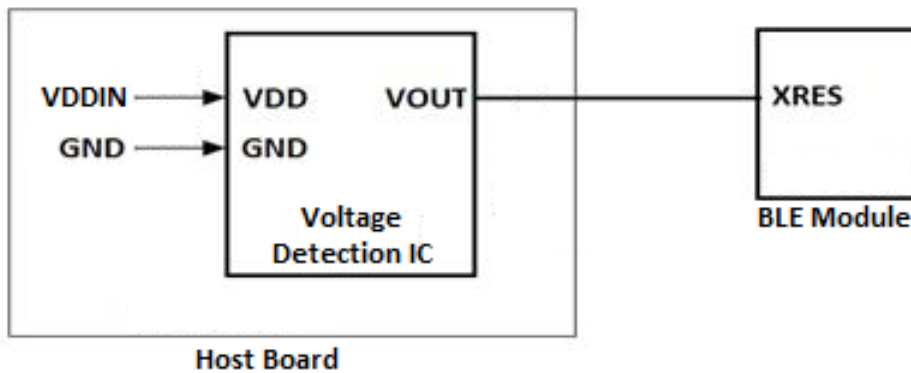 VDDIN
VDD
VOUT
XRES
GND
GND
Voltage
Detection IC
BLE Module
Host Board